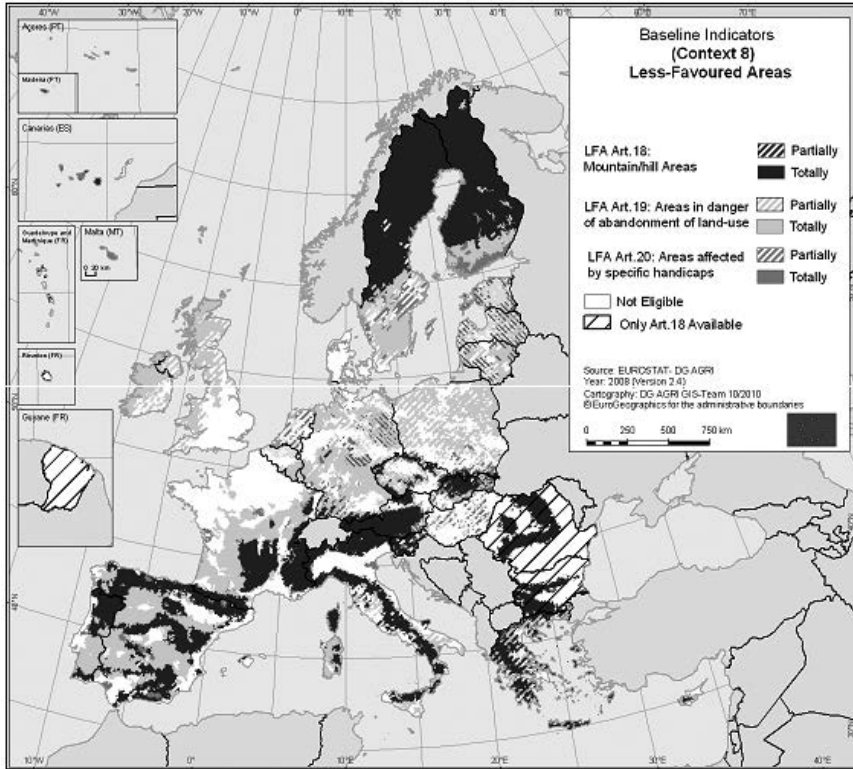 40°W
30°W
20°W
10°W
0°
10°E
20°E
30°E
40°E
50°E
60°E
70°E
Açores (PT)
Madeira (PT)
Canarias (ES)
Guadeloupe and
Martinique (FR)
Malta (MT)
0 20 km
Réunion (FR)
Guyane (FR)
Baseline Indicators
(Context 8)
Less-Favoured Areas
LFA Art.18:
Mountain/hill Areas
Partially
Totally
LFA Art.19: Areas in danger
of abandonment of land-use
Partially
Totally
LFA Art.20: Areas affected
by specific handicaps
Partially
Totally
Not Eligible
Only Art.18 Available
Source: EUROSTAT- DG AGRI
Year: 2008 (Version 2.4)
Cartography: DG AGRI GIS-Team 10/2010
©EuroGeographics for the administrative boundaries
0 250 500 750 km
10°W
0°
10°E
20°E
30°E
40°E